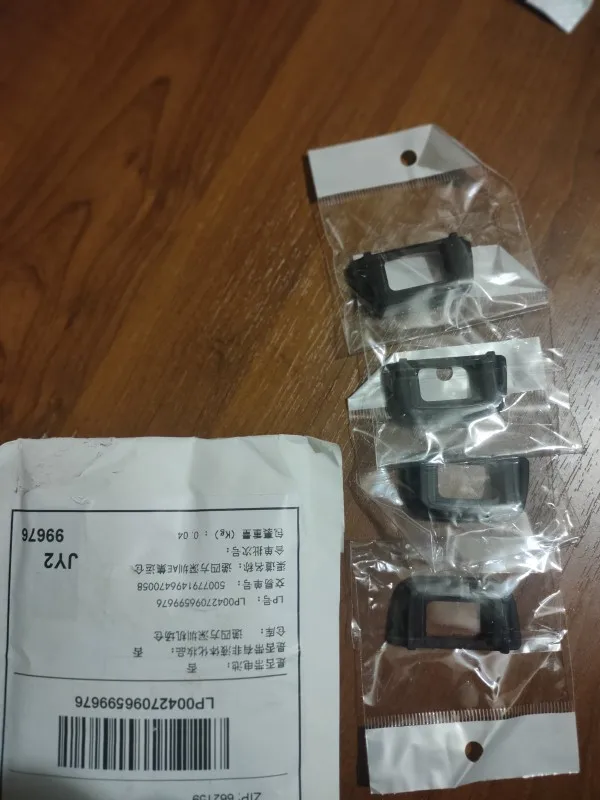 ZIP: 662159
LP00427096599676
是否带电池： 否
是否带有非液体化妆品： 否
仓库： 递四方深圳机场仓
LP号： LP00427096599676
交易单号： 5007791496470058
渠道名称： 递四方深圳AE集运仓
合单批次号：
包裹重量 (Kg) : 0.04
JY2
99676